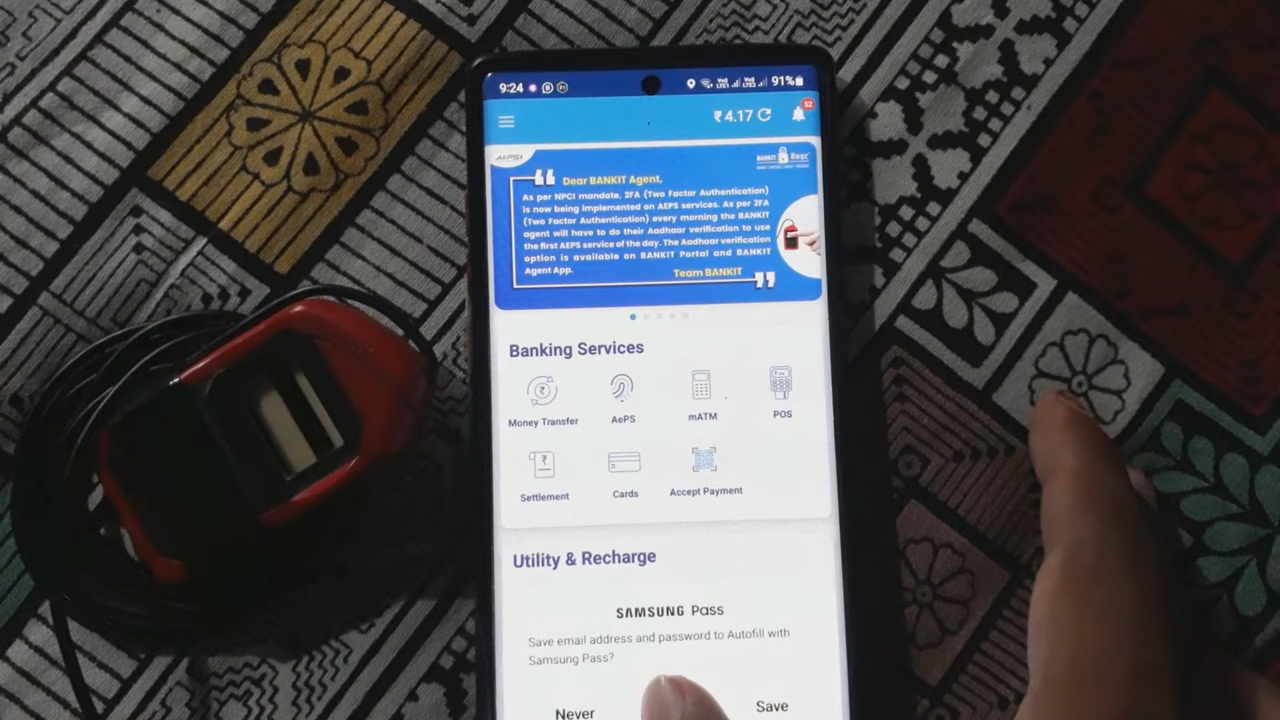 9:24 91%
₹ 4.17 52
AEPS
BANKIT
Dear BANKIT Agent,
As per NPCI mandate, 2FA (Two Factor Authentication)
is now being implemented on AEPS services. As per 2FA
(Two Factor Authentication) every morning the BANKIT
agent will have to do their Aadhaar verification to use
the first AEPS service of the day. The Aadhaar verification
option is available on BANKIT Portal and BANKIT
Agent App.
Team BANKIT
Banking Services
Money Transfer AePS mATM POS
Settlement Cards Accept Payment
Utility & Recharge
SAMSUNG Pass
Save email address and password to Autofill with
Samsung Pass?
Never Save